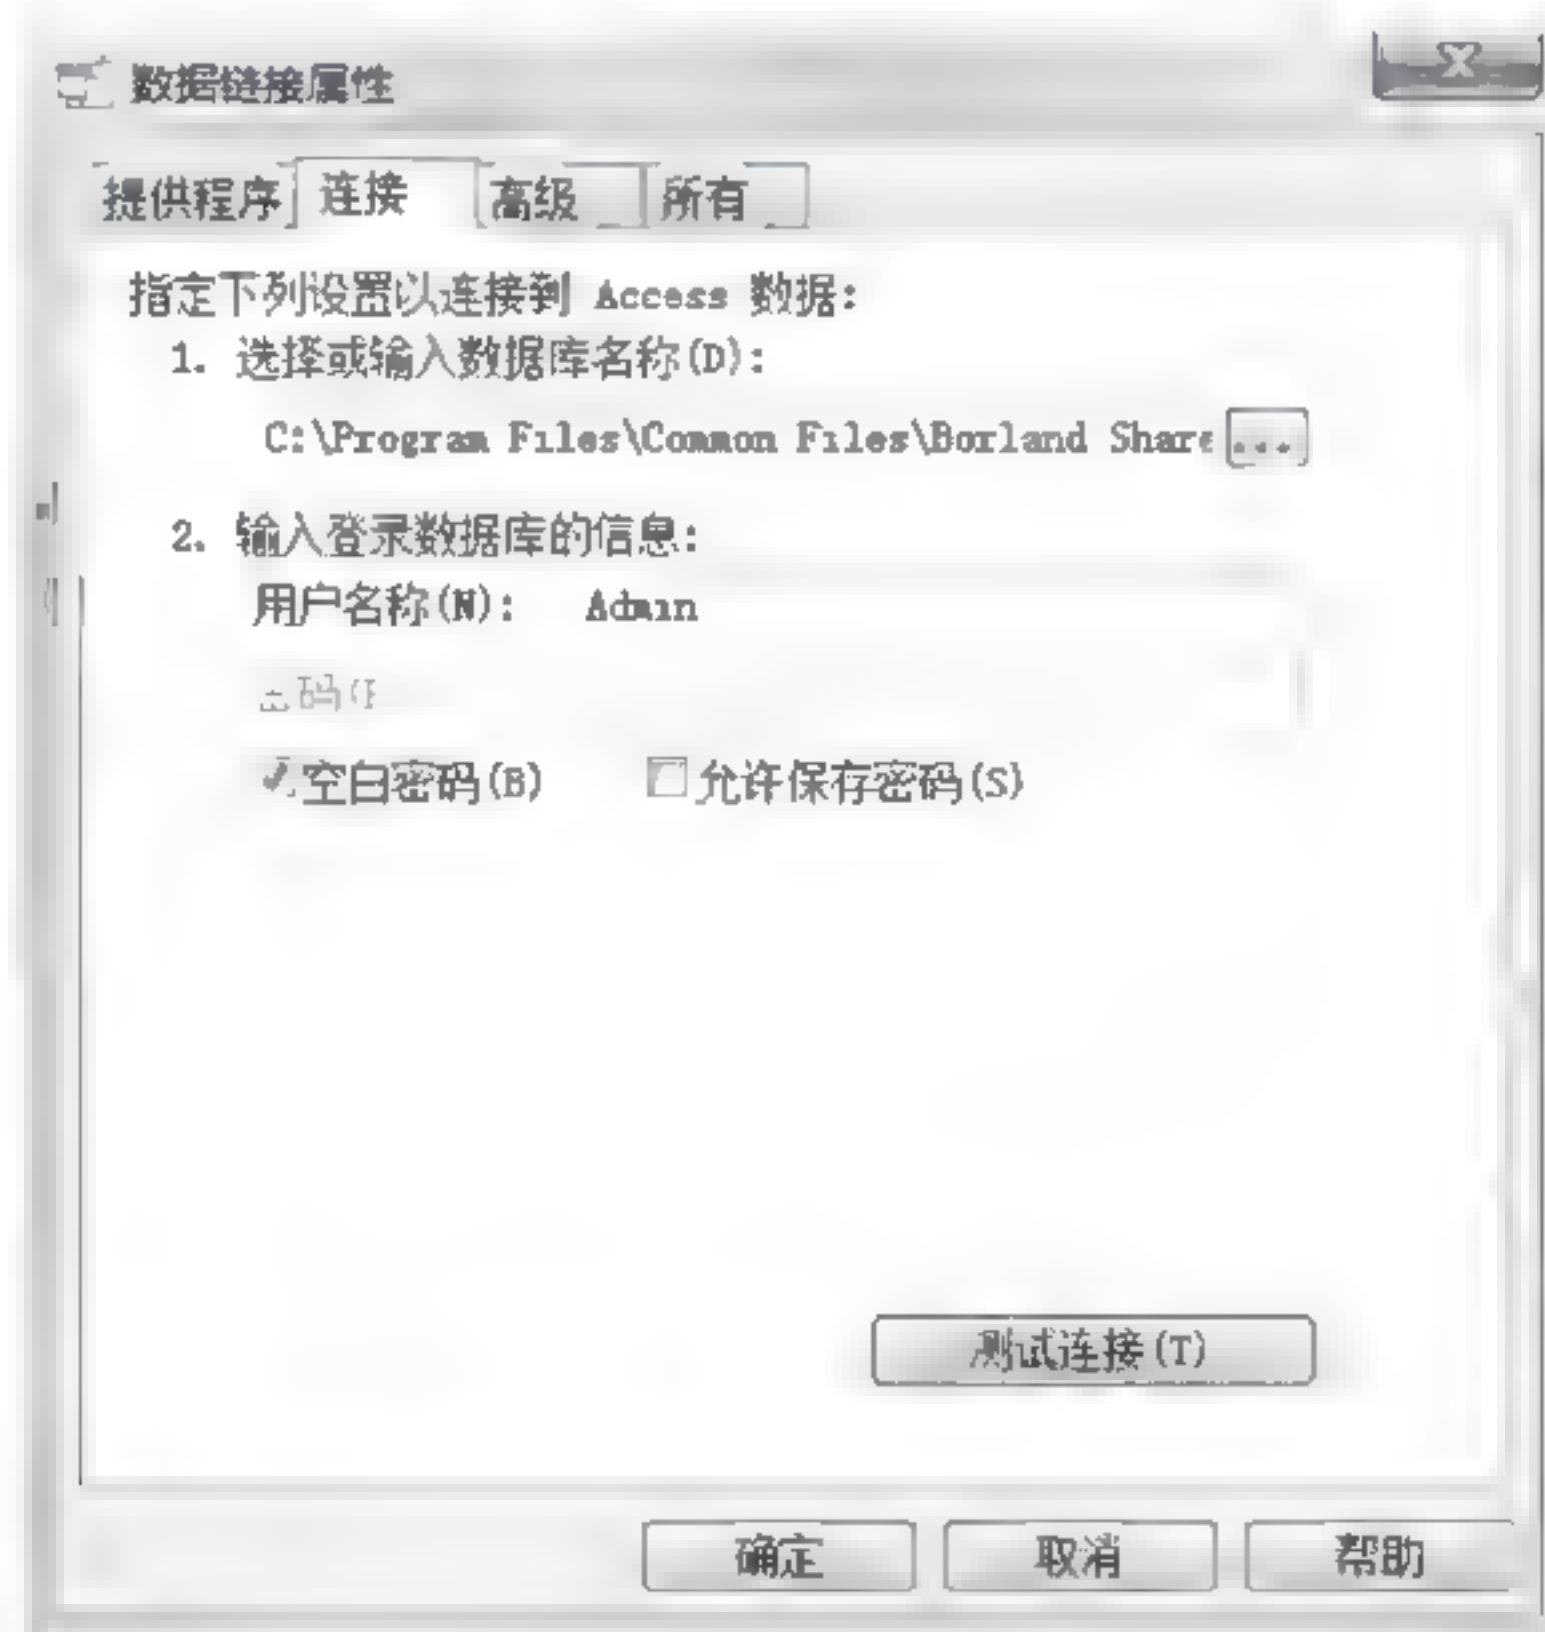 数据链接属性
X
提供程序 连接 高级 所有
指定下列设置以连接到 Access 数据:
1. 选择或输入数据库名称(D):
C:\Program Files\Common Files\Borland Share ...
2. 输入登录数据库的信息:
用户名称(N): Admin
码(
空白密码(B) 允许保存密码(S)
测试连接(T)
确定 取消 帮助